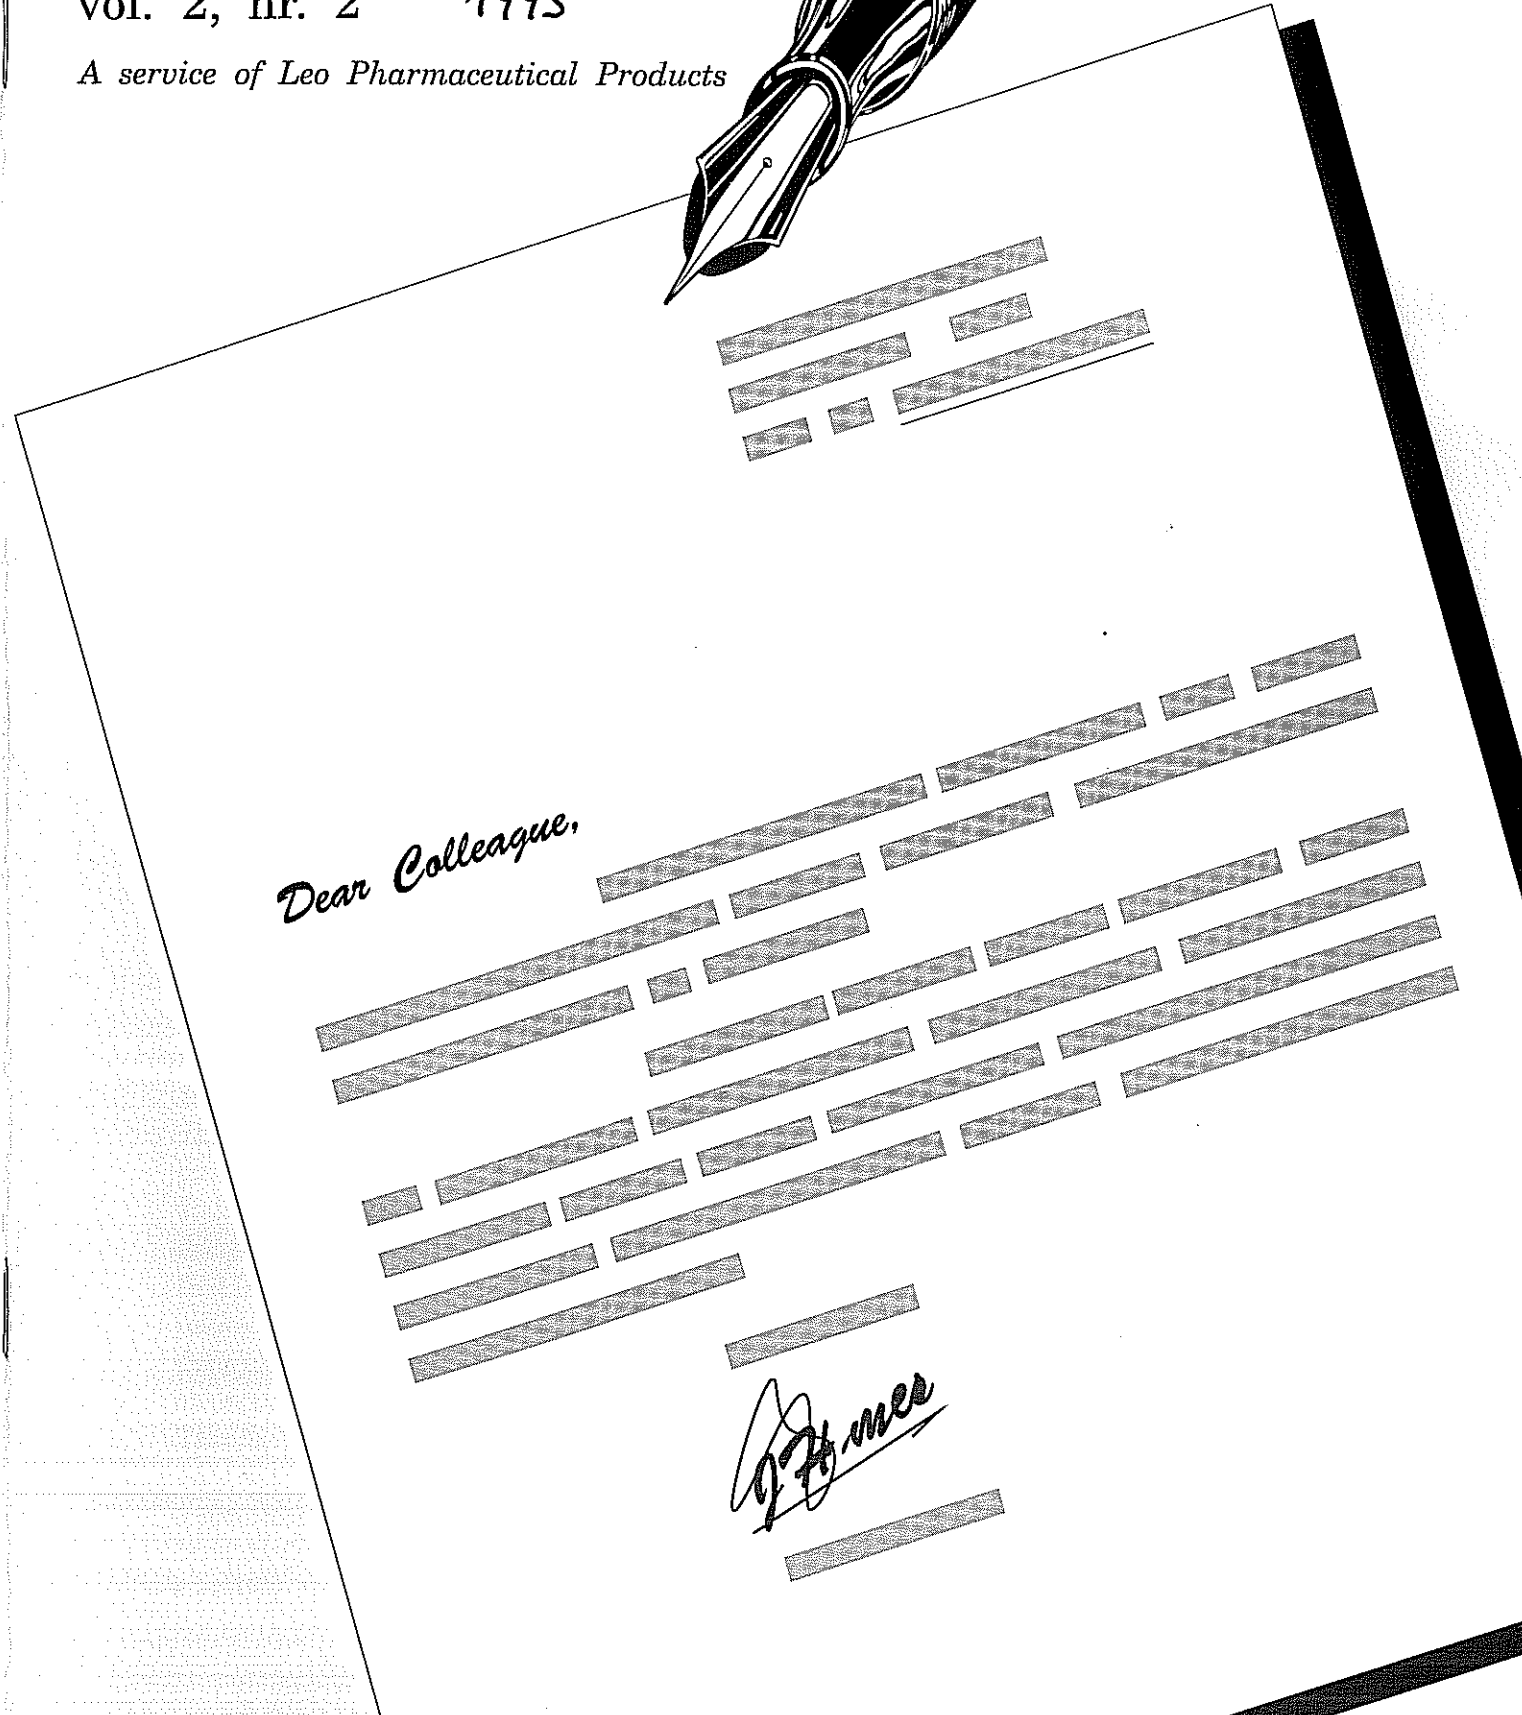 vol. 2, nr. 2
A service of Leo Pharmaceutical Products
Dear Colleague,